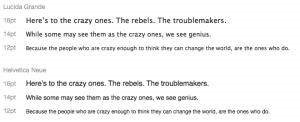 Lucida Grande
16pt Here's to the crazy ones. The rebels. The troublemakers.
14pt While some may see them as the crazy ones, we see genius.
12pt Because the people who are crazy enough to think they can change the world, are the ones who do.
Helvetica Neue
16pt Here's to the crazy ones. The rebels. The troublemakers.
14pt While some may see them as the crazy ones, we see genius.
12pt Because the people who are crazy enough to think they can change the world, are the ones who do.